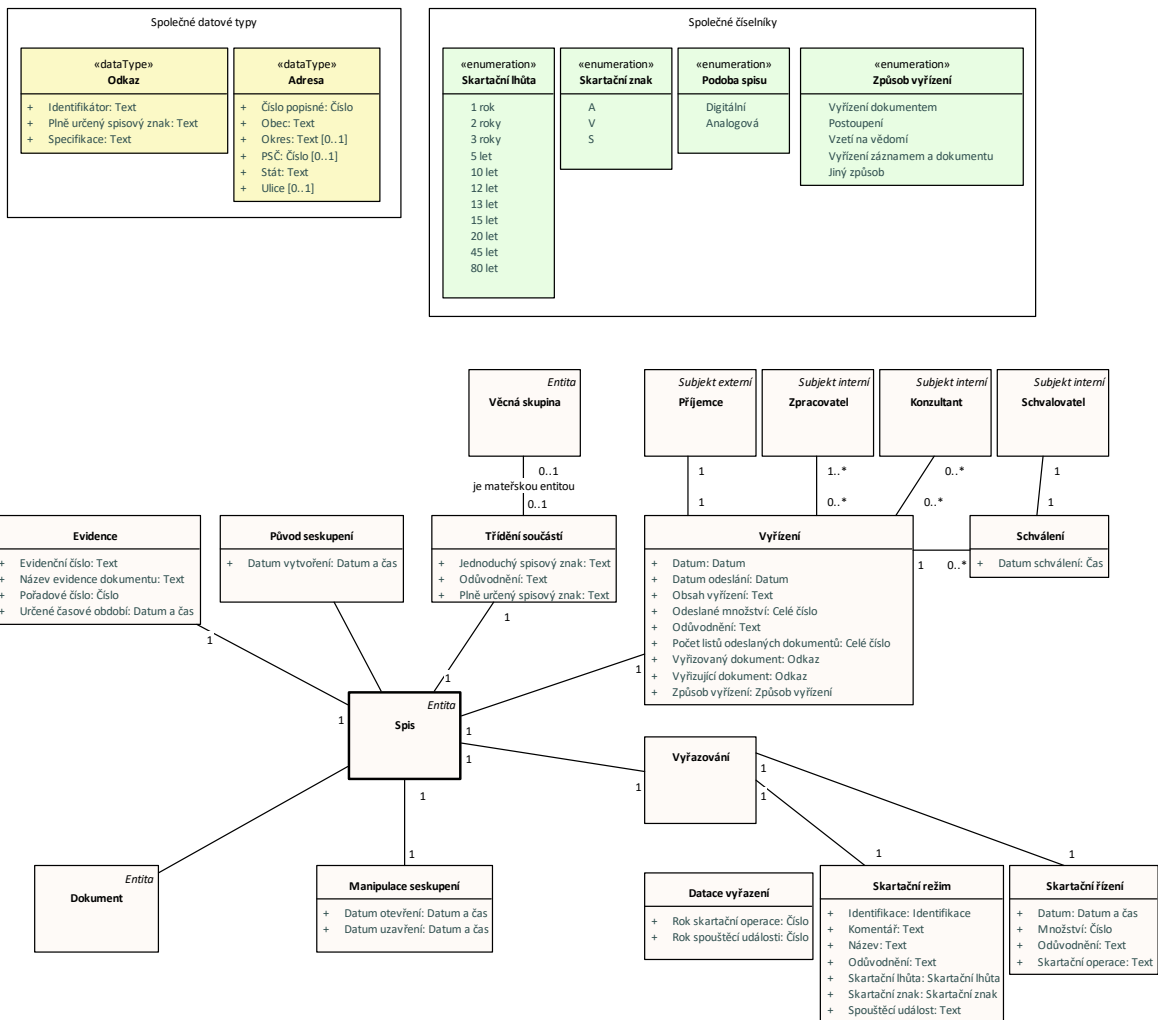 Společné datové typy
«dataType»
Odkaz
+ Identifikátor: Text
+ Plně určený spisový znak: Text
+ Specifikace: Text
«dataType»
Adresa
+ Číslo popisné: Číslo
+ Obec: Text
+ Okres: Text [0..1]
+ PSČ: Číslo [0..1]
+ Stát: Text
+ Ulice [0..1]
Společné číselníky
«enumeration»
Skartační lhůta
1 rok
2 roky
3 roky
5 let
10 let
12 let
13 let
15 let
20 let
45 let
80 let
«enumeration»
Skartační znak
A
V
S
«enumeration»
Podoba spisu
Digitální
Analogová
«enumeration»
Způsob vyřízení
Vyřízení dokumentem
Postoupení
Vzetí na vědomí
Vyřízení záznamem a dokumentu
Jiný způsob
Entita
Věcná skupina
Subjekt externí
Příjemce
Subjekt interní
Zpracovatel
Subjekt interní
Konzultant
Subjekt interní
Schvalovatel
0..1
je mateřskou entitou
0..1
1
1
1..*
0..*
0..*
0..*
1
1
Evidence
+ Evidenční číslo: Text
+ Název evidence dokumentu: Text
+ Pořadové číslo: Číslo
+ Určené časové období: Datum a čas
Původ seskupení
+ Datum vytvoření: Datum a čas
Třídění součástí
+ Jednoduchý spisový znak: Text
+ Odůvodnění: Text
+ Plně určený spisový znak: Text
Vyřízení
+ Datum: Datum
+ Datum odeslání: Datum
+ Obsah vyřízení: Text
+ Odeslané množství: Celé číslo
+ Odůvodnění: Text
+ Počet listů odeslaných dokumentů: Celé číslo
+ Vyřizovaný dokument: Odkaz
+ Vyřizující dokument: Odkaz
+ Způsob vyřízení: Způsob vyřízení
1 0..*
Schválení
+ Datum schválení: Čas
1
1
1
1
1
1
Entita
Spis
1
1
Vyřazování
1
1
1
1
1
1
1
Entita
Dokument
Manipulace seskupení
+ Datum otevření: Datum a čas
+ Datum uzavření: Datum a čas
Datace vyřazení
+ Rok skartační operace: Číslo
+ Rok spouštěcí události: Číslo
Skartační režim
+ Identifikace: Identifikace
+ Komentář: Text
+ Název: Text
+ Odůvodnění: Text
+ Skartační lhůta: Skartační lhůta
+ Skartační znak: Skartační znak
+ Spouštěcí událost: Text
Skartační řízení
+ Datum: Datum a čas
+ Množství: Číslo
+ Odůvodnění: Text
+ Skartační operace: Text